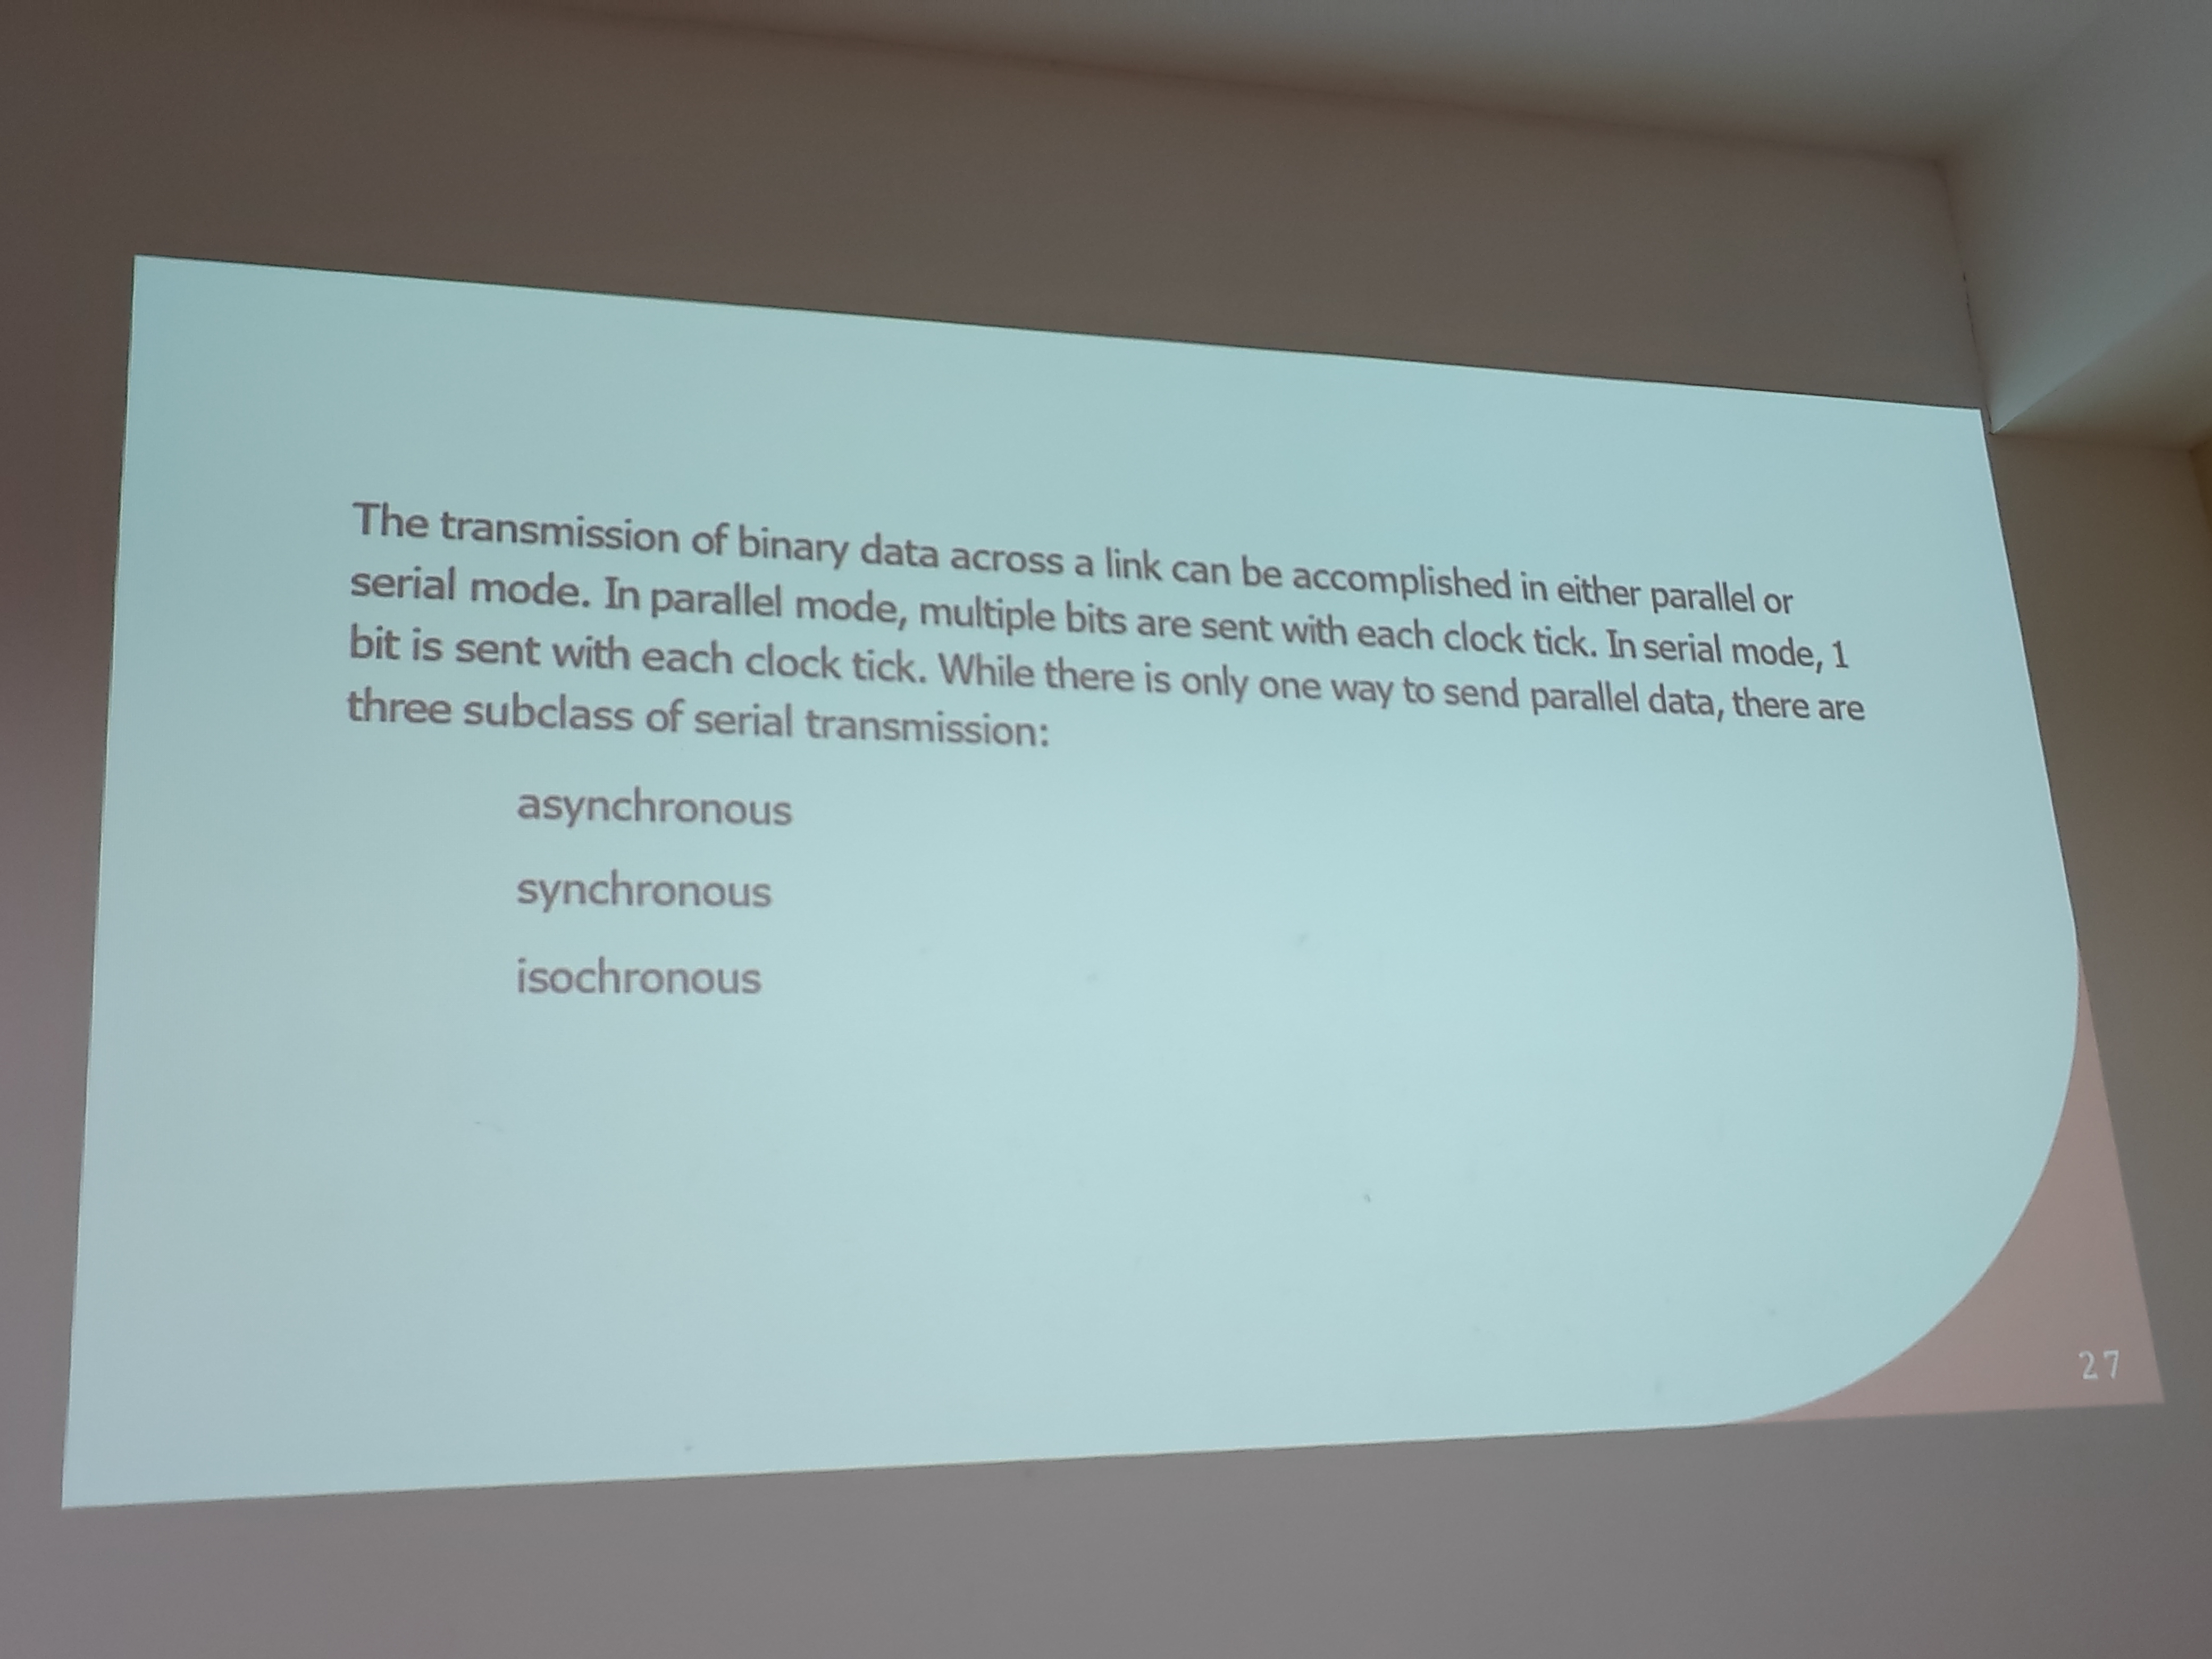 The transmission of binary data across a link can be accomplished in either parallel or
serial mode. In parallel mode, multiple bits are sent with each clock tick. In serial mode, 1
bit is sent with each clock tick. While there is only one way to send parallel data, there are
three subclass of serial transmission:
asynchronous
synchronous
isochronous
27